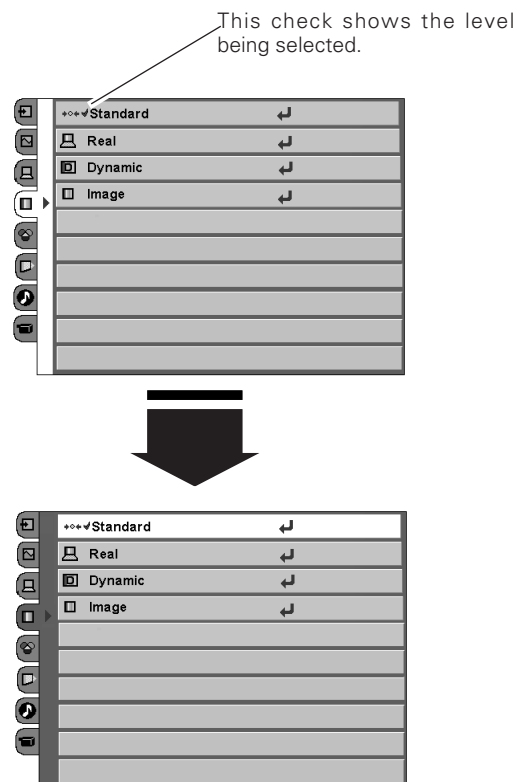 This check shows the level
being selected.
Standard
Real
D Dynamic
Image
Standard
Real
D Dynamic
Image